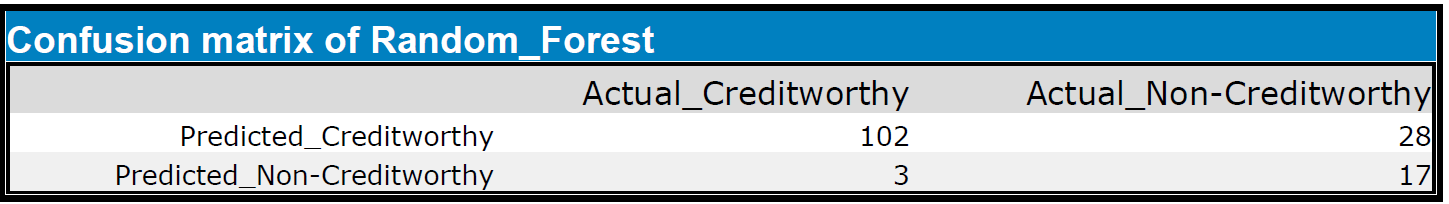 Confusion matrix of Random_Forest
Actual_Creditworthy Actual_Non-Creditworthy
Predicted_Creditworthy 102 28
Predicted_Non-Creditworthy 3 17